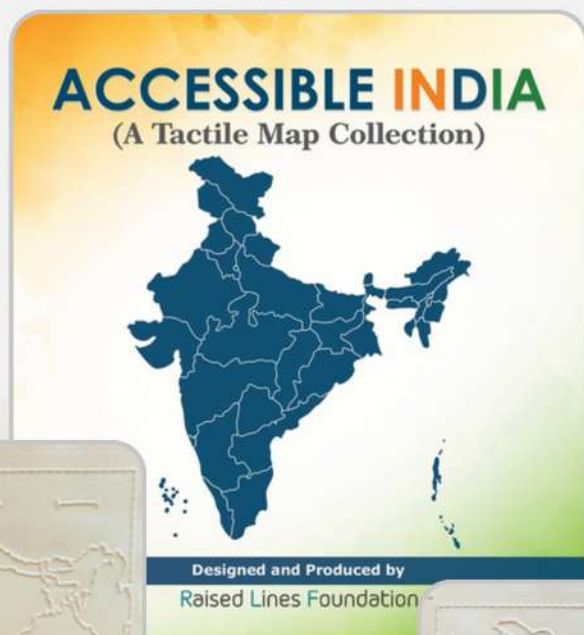 ACCESSIBLE INDIA
(A Tactile Map Collection)
Designed and Produced by
Raised Lines Foundation